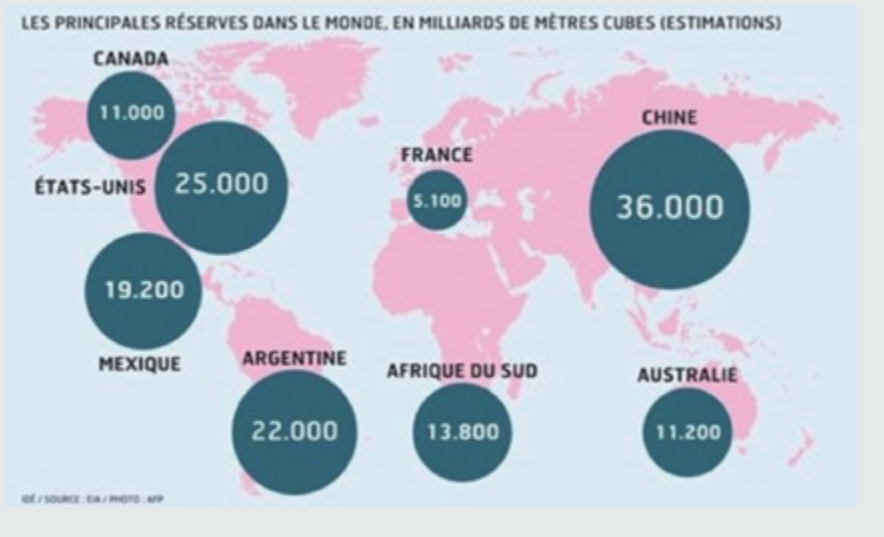 LES PRINCIPALES RÉSERVES DANS LE MONDE, EN MILLIARDS DE MÈTRES CUBES (ESTIMATIONS)
CANADA
11.000
ÉTATS-UNIS
25.000
19.200
MEXIQUE
ARGENTINE
22.000
FRANCE
5.100
AFRIQUE DU SUD
13.800
CHINE
36.000
AUSTRALIE
11.200
IDÉ / SOURCE : EIA / PHOTO : AFP